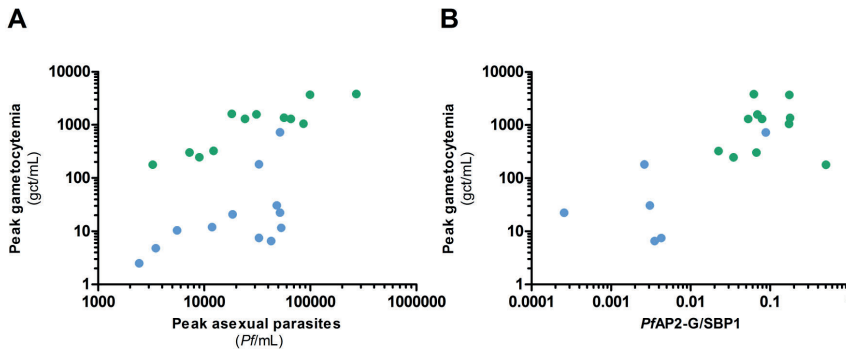 A
B
Peak gametocytemia
(gct/mL)
10000
1000
100
10
1
1000
10000
100000
1000000
Peak asexual parasites
(Pf/mL)
Peak gametocytemia
(gct/mL)
10000
1000
100
10
1
0.0001
0.001
0.01
0.1
PfAP2-G/SBP1